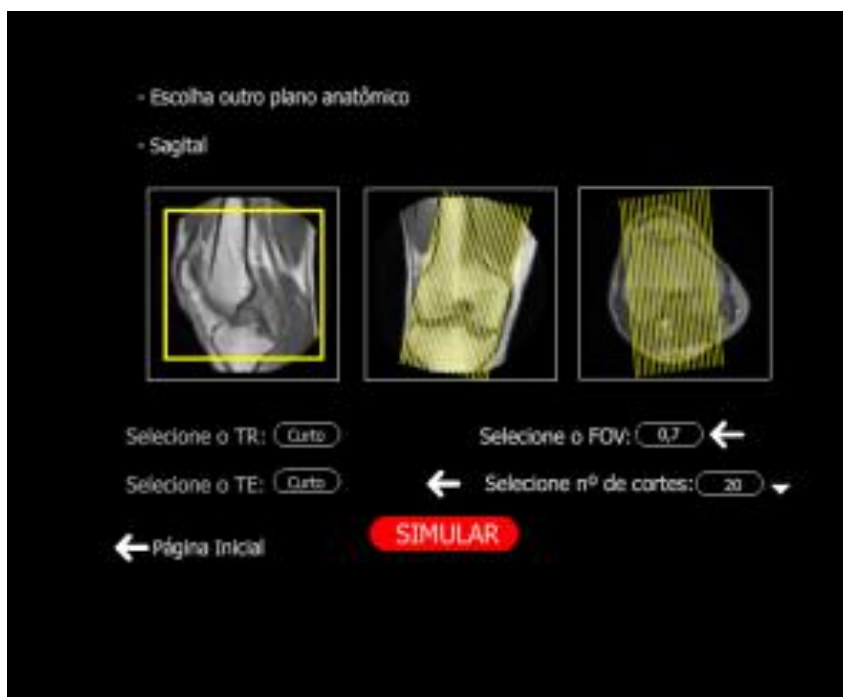 - Escolha outro plano anatômico
- Sagital
Selecione o TR: Curto
Selecione o FOV: 0,7
Selecione o TE: Curto
Selecione nº de cortes: 20
Página Inicial
SIMULAR